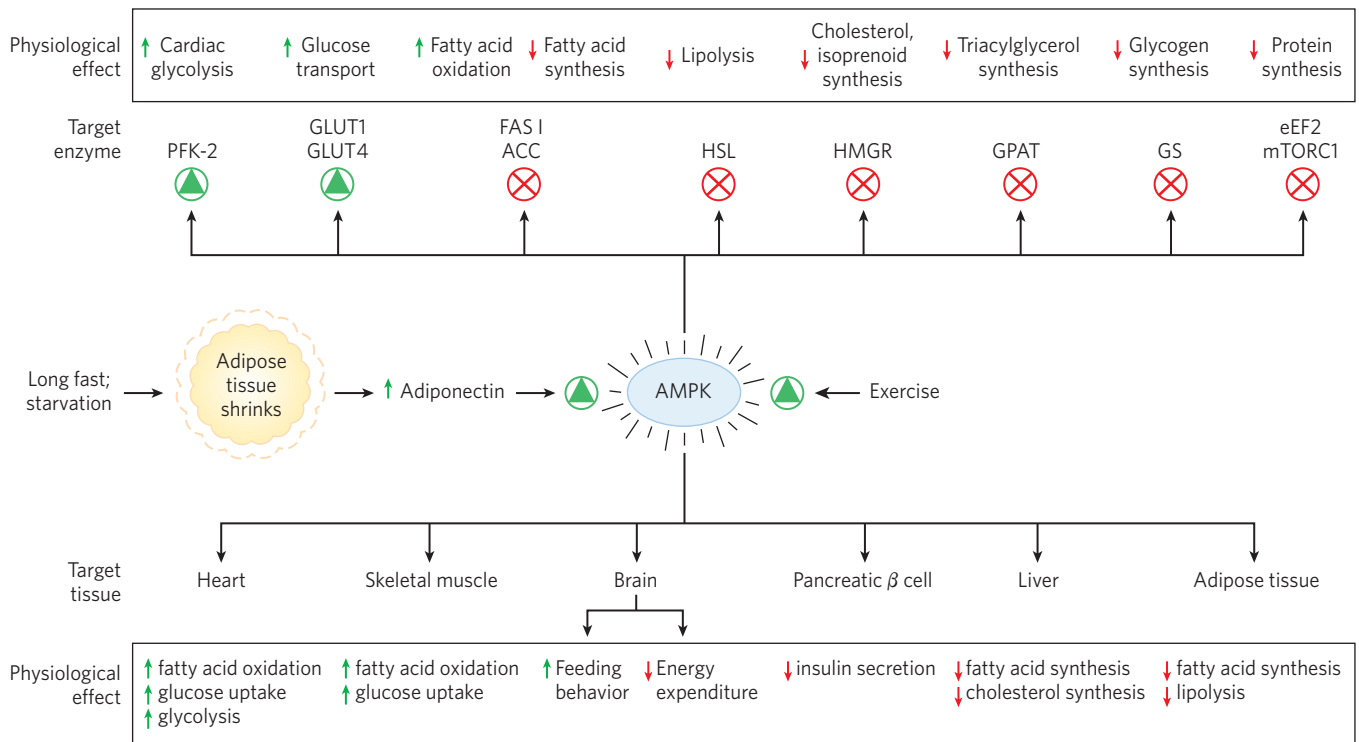 Physiological
effect
Cardiac
glycolysis
Glucose
transport
Fatty acid
oxidation
Fatty acid
synthesis
Lipolysis
Cholesterol,
isoprenoid
synthesis
Triacylglycerol
synthesis
Glycogen
synthesis
Protein
synthesis
Target
enzyme
PFK-2
GLUT1
GLUT4
FAS I
ACC
HSL
HMGR
GPAT
GS
eEF2
mTORC1
Long fast;
starvation
Adipose
tissue
shrinks
Adiponectin
AMPK
Exercise
Target
tissue
Heart
Skeletal muscle
Brain
Pancreatic β cell
Liver
Adipose tissue
Physiological
effect
fatty acid oxidation
glucose uptake
glycolysis
fatty acid oxidation
glucose uptake
Feeding
behavior
Energy
expenditure
insulin secretion
fatty acid synthesis
cholesterol synthesis
fatty acid synthesis
lipolysis